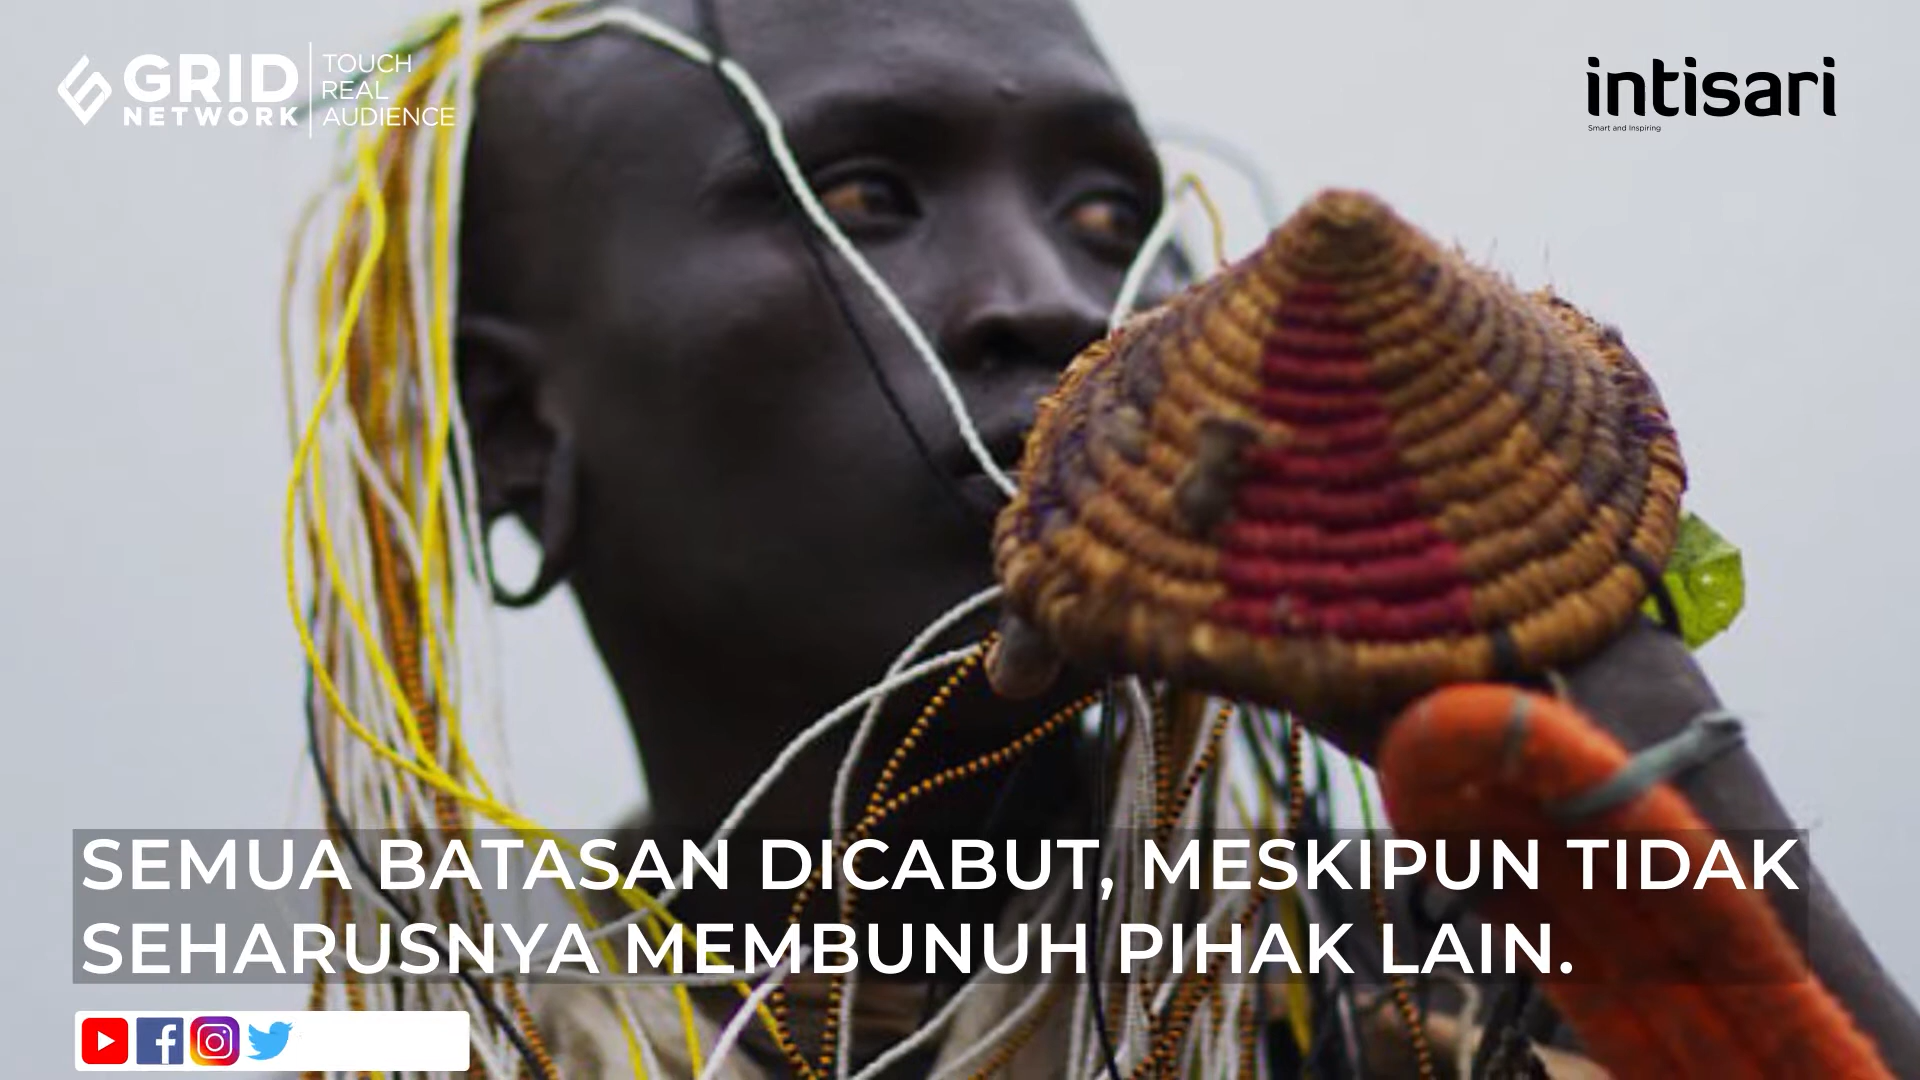 GRID
NETWORK
TOUCH
REAL
AUDIENCE
intisari
Smart and Inspiring
SEMUA BATASAN DICABUT, MESKIPUN TIDAK
SEHARUSNYA MEMBUNUH PIHAK LAIN.